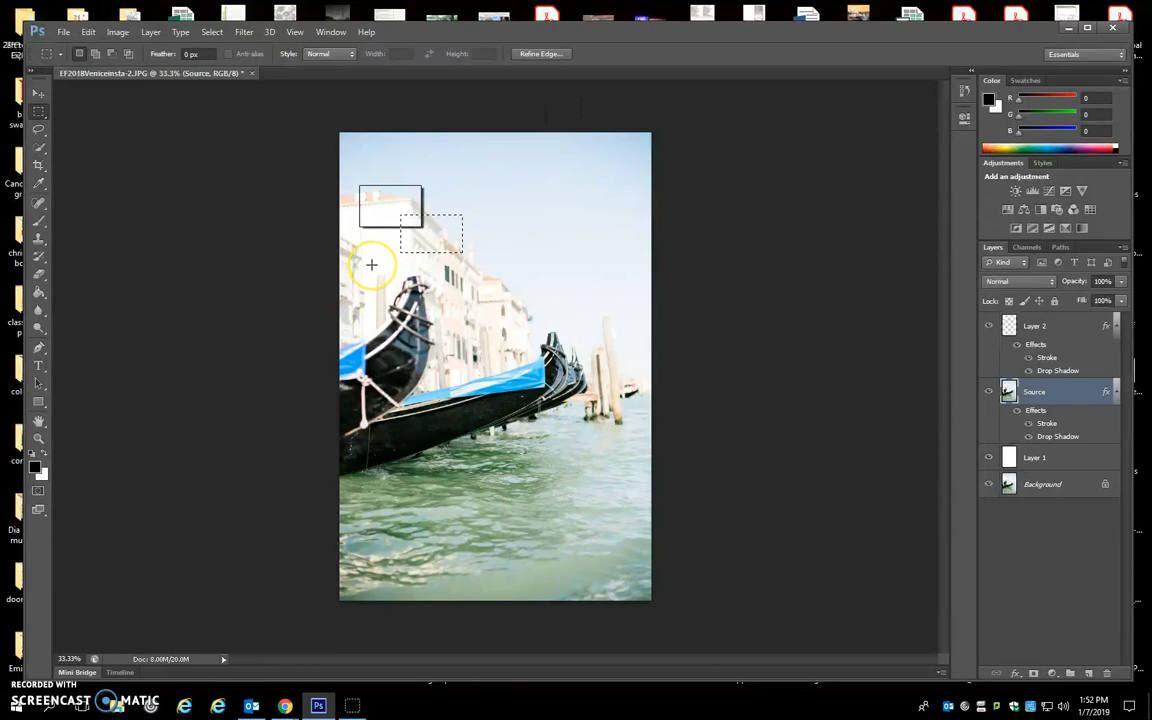 Ps File Edit Image Layer Type Select Filter 3D View Window Help
Feather: 0 px Anti-alias Style: Normal Width: Height: Refine Edge... Essentials
EF2018Veniceinsta-2.JPG @ 33.3% (Source, RGB/8) * ×
Color Swatches
R 0
G 0
B 0
Adjustments Styles
Add an adjustment
Layers Channels Paths
Kind
Normal Opacity: 100%
Lock: Fill: 100%
Layer 2 fx
Effects
Stroke
Drop Shadow
Source fx
Effects
Stroke
Drop Shadow
Layer 1
Background
33.33% Doc: 8.00M/20.0M
Mini Bridge Timeline
RECORDED WITH
SCREENCAST MATIC
1:52 PM
1/7/2019